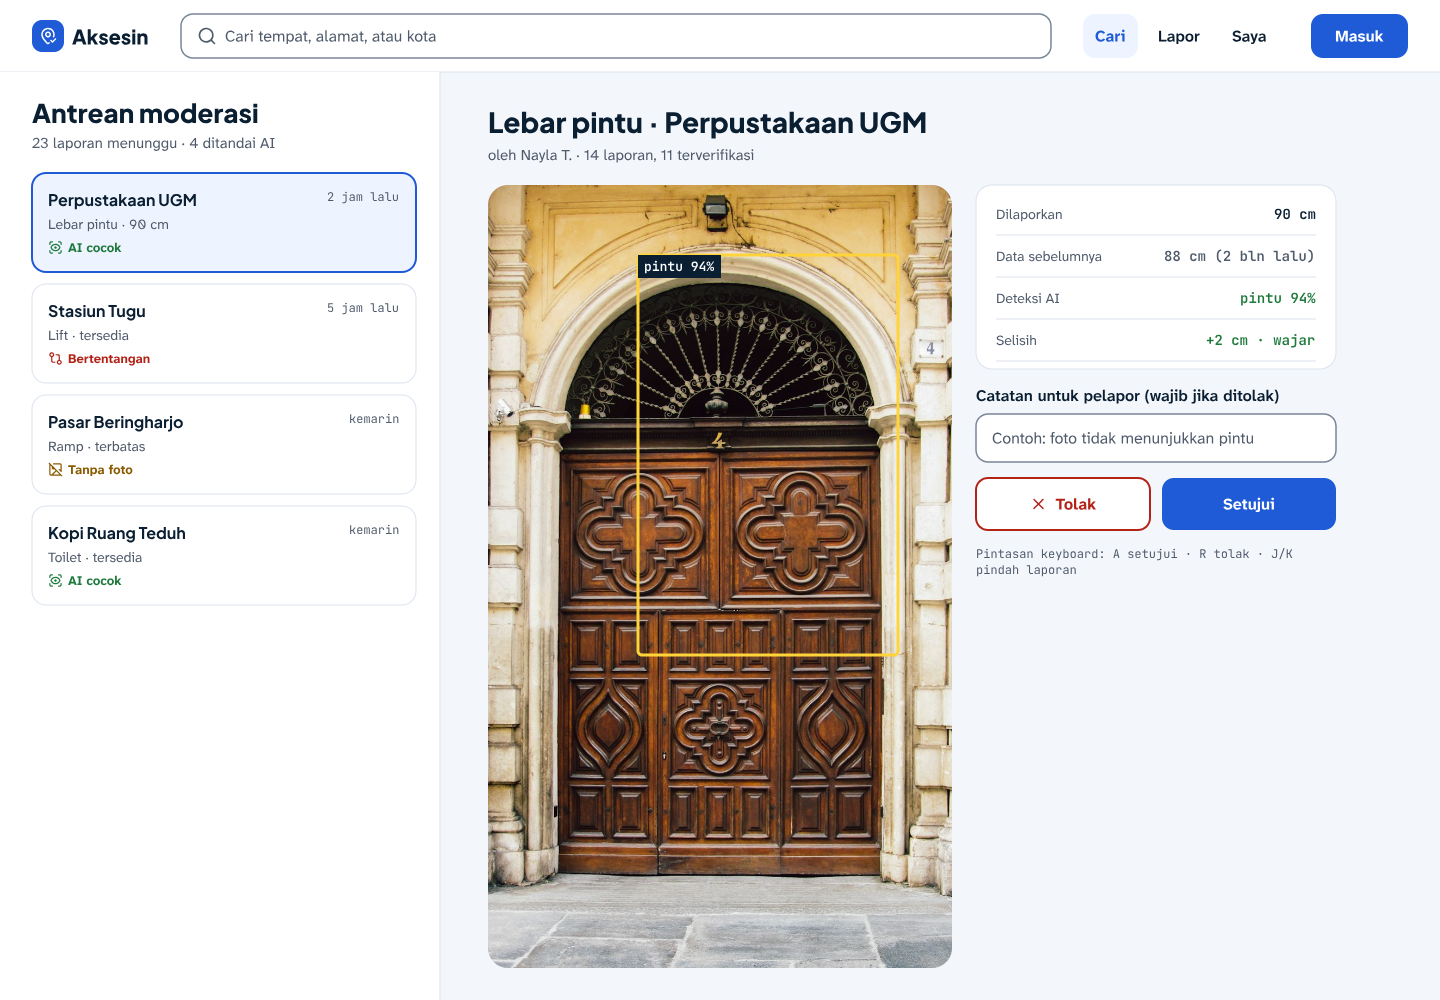 Aksesin
Cari tempat, alamat, atau kota
Cari
Lapor
Saya
Masuk
Antrean moderasi
23 laporan menunggu · 4 ditandai AI
Perpustakaan UGM
2 jam lalu
Lebar pintu · 90 cm
AI cocok
Stasiun Tugu
5 jam lalu
Lift · tersedia
Bertentangan
Pasar Beringharjo
kemarin
Ramp · terbatas
Tanpa foto
Kopi Ruang Teduh
kemarin
Toilet · tersedia
AI cocok
Lebar pintu · Perpustakaan UGM
oleh Nayla T. · 14 laporan, 11 terverifikasi
pintu 94%
4
4
Dilaporkan
90 cm
Data sebelumnya
88 cm (2 bln lalu)
Deteksi AI
pintu 94%
Selisih
+2 cm · wajar
Catatan untuk pelapor (wajib jika ditolak)
Contoh: foto tidak menunjukkan pintu
Tolak
Setujui
Pintasan keyboard: A setujui · R tolak · J/K
pindah laporan